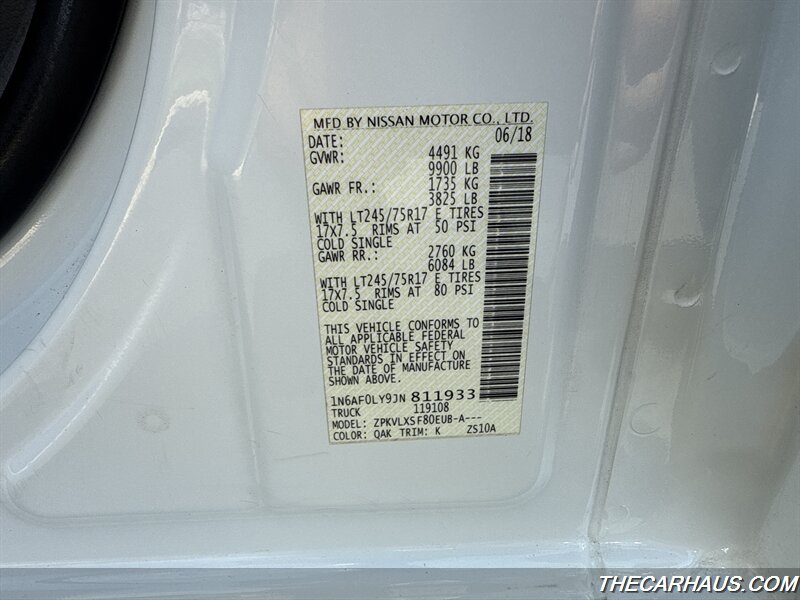 MFD BY NISSAN MOTOR CO., LTD.
DATE: 06/18
GVWR: 4491 KG
9900 LB
GAWR FR.: 1735 KG
3825 LB
WITH LT245/75R17 E TIRES
17X7.5 RIMS AT 50 PSI
COLD SINGLE
GAWR RR.: 2760 KG
6084 LB
WITH LT245/75R17 E TIRES
17X7.5 RIMS AT 80 PSI
COLD SINGLE
THIS VEHICLE CONFORMS TO
ALL APPLICABLE FEDERAL
MOTOR VEHICLE SAFETY
STANDARDS IN EFFECT ON
THE DATE OF MANUFACTURE
SHOWN ABOVE.
1N6AF0LY9JN 811933
TRUCK 119108
MODEL: ZPKVLXSF80EUB-A---
COLOR: QAK TRIM: K ZS10A
THECARHAUS.COM